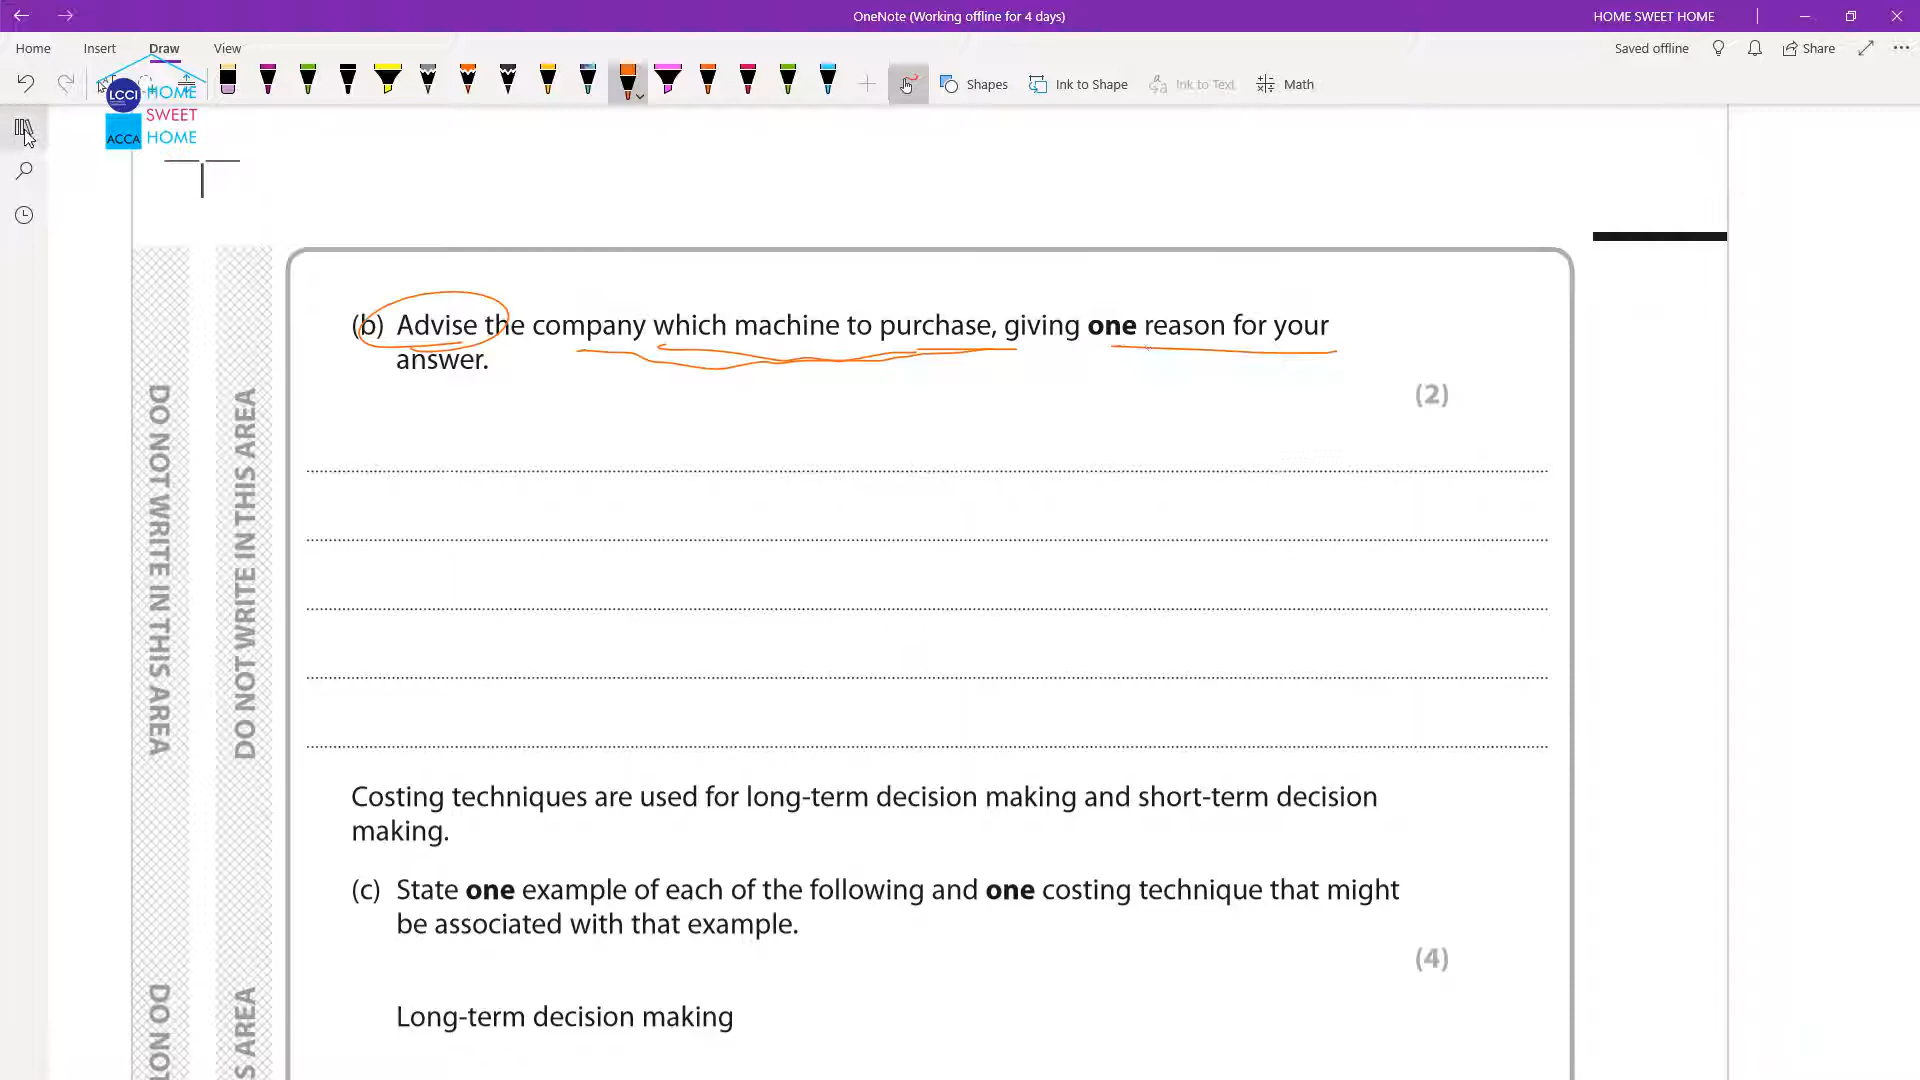 OneNote (Working offline for 4 days)
HOME SWEET HOME
Home Insert Draw View
Saved offline Share
Shapes Ink to Shape Ink to Text Math
LCCI HOME
SWEET
ACCA HOME
(b) Advise the company which machine to purchase, giving one reason for your
answer.
(2)
Costing techniques are used for long-term decision making and short-term decision
making.
(c) State one example of each of the following and one costing technique that might
be associated with that example.
(4)
Long-term decision making
DO NOT WRITE IN THIS AREA
DO NOT WRITE IN THIS AREA
DO NOT
S AREA